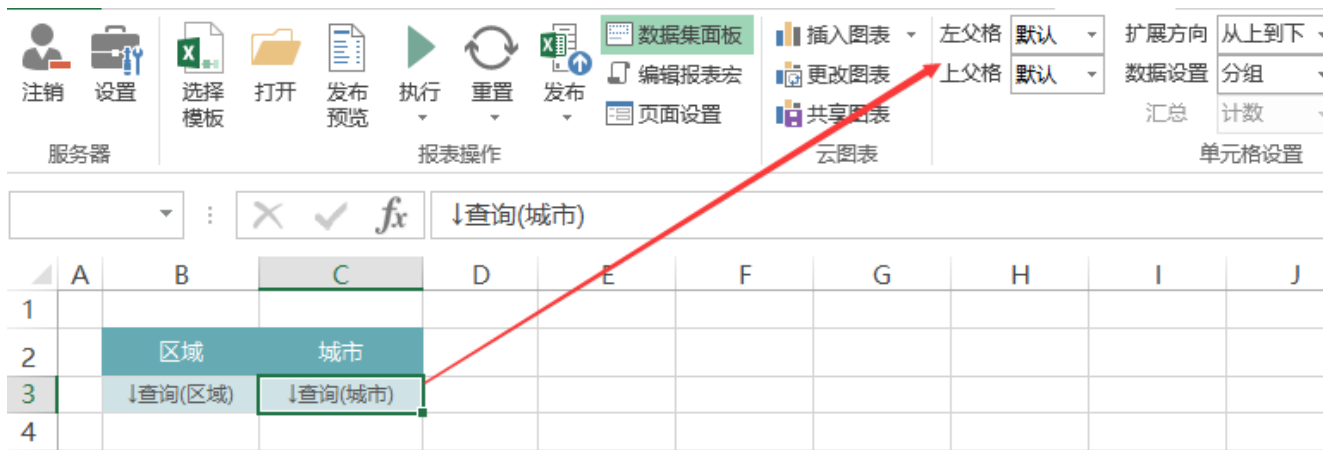 数据集面板 插入图表 左父格 默认 扩展方向 从上到下
编辑报表宏 更改图表 上父格 默认 数据设置 分组
注销 设置 选择模板 打开 发布预览 执行 重置 发布
页面设置 共享图表 汇总 计数
服务器 报表操作 云图表 单元格设置
fx ↓查询(城市)
A B C D E F G H I J
1
2 区域 城市
3 ↓查询(区域) ↓查询(城市)
4